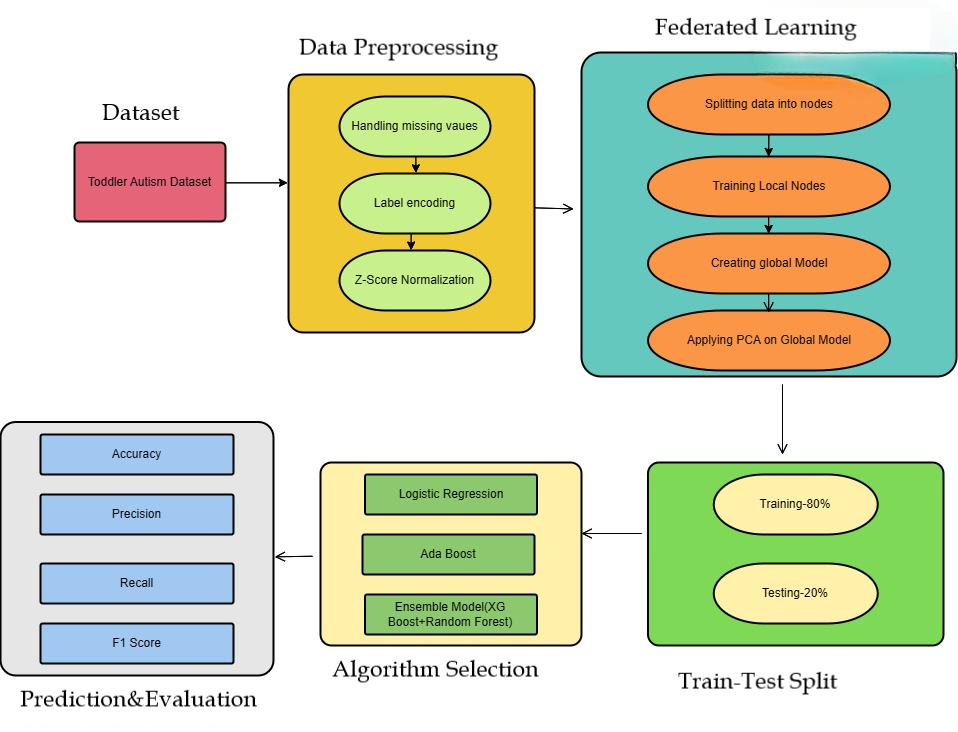 Dataset
Toddler Autism Dataset
Data Preprocessing
Handling missing vaues
Label encoding
Z-Score Normalization
Federated Learning
Splitting data into nodes
Training Local Nodes
Creating global Model
Applying PCA on Global Model
Training-80%
Testing-20%
Train-Test Split
Logistic Regression
Ada Boost
Ensemble Model(XG
Boost+Random Forest)
Algorithm Selection
Accuracy
Precision
Recall
F1 Score
Prediction&Evaluation